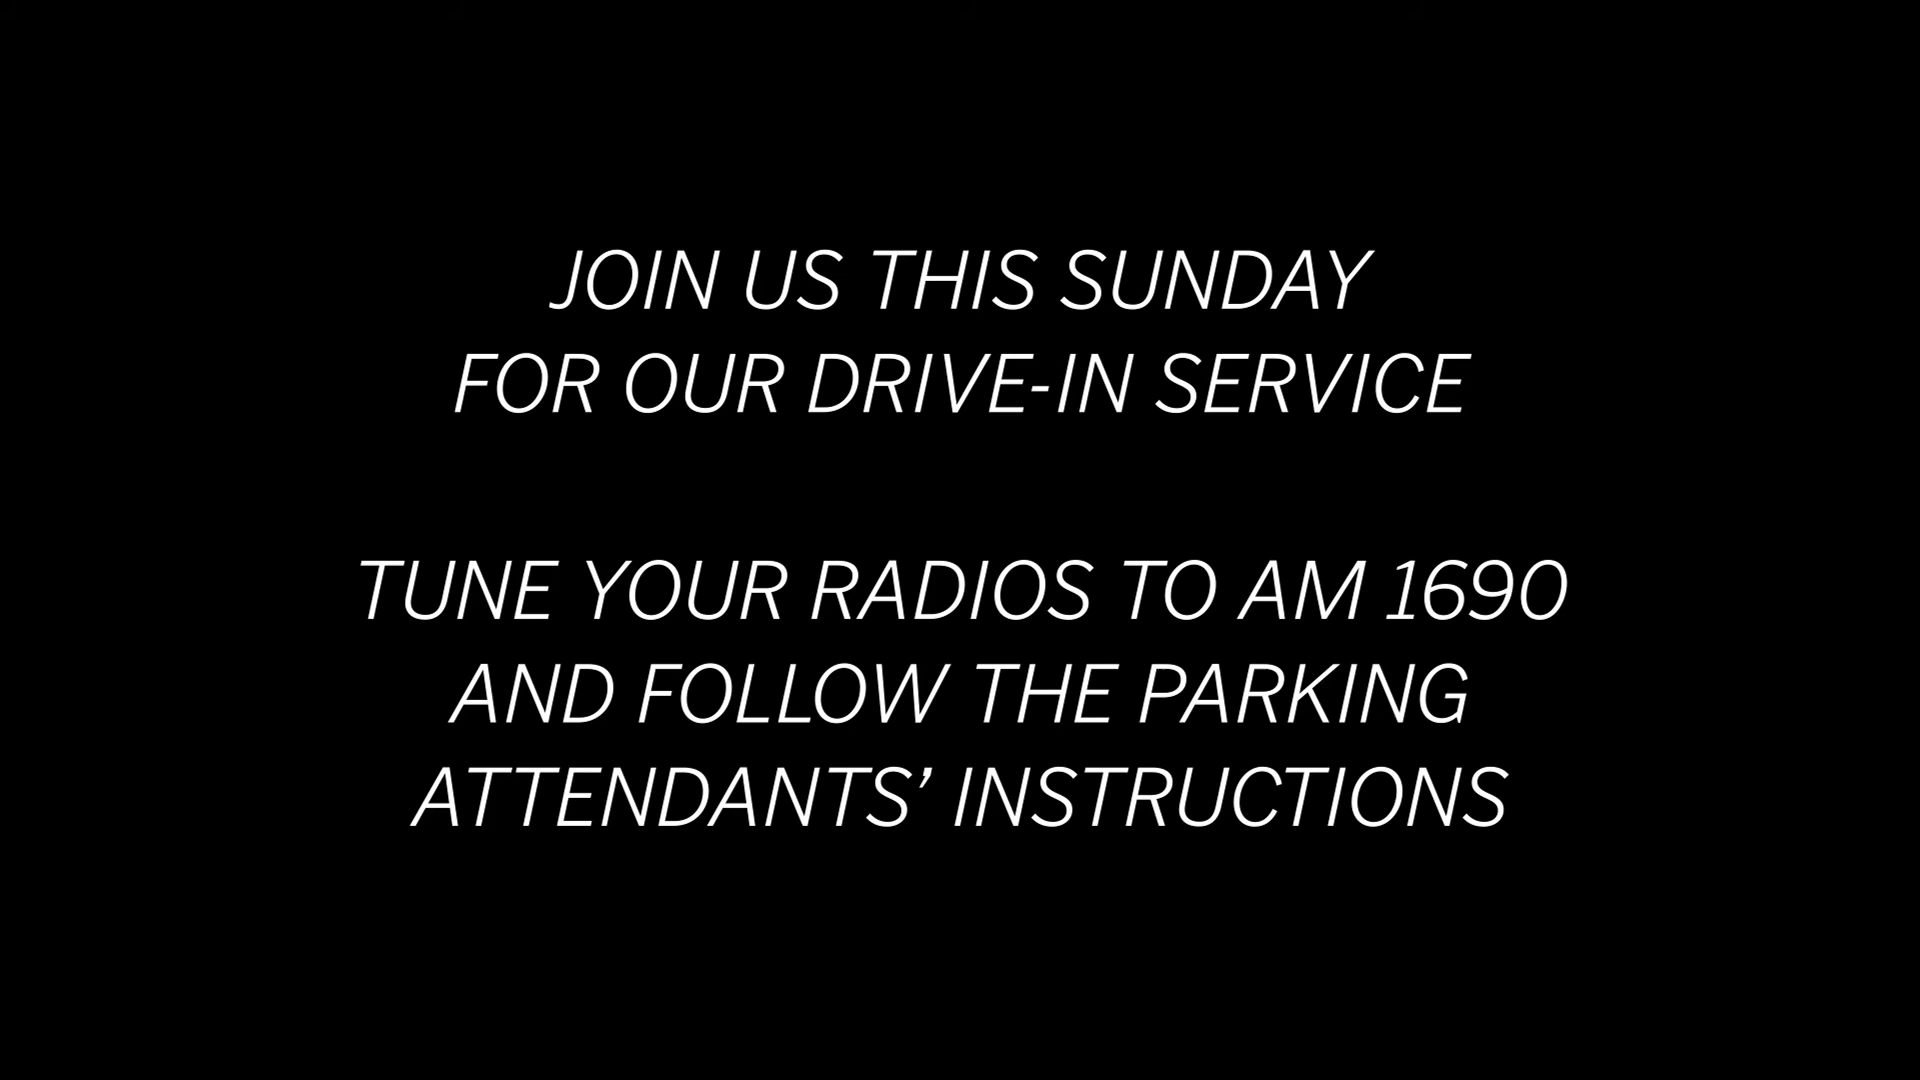 JOIN US THIS SUNDAY
FOR OUR DRIVE-IN SERVICE
TUNE YOUR RADIOS TO AM 1690
AND FOLLOW THE PARKING
ATTENDANTS’ INSTRUCTIONS